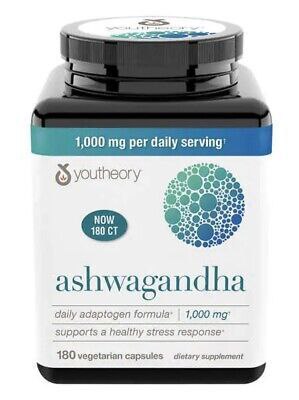 youtheory
1,000 mg per daily serving†
youtheory
NOW
180 CT
ashwagandha
daily adaptogen formula+ | 1,000 mg+
supports a healthy stress response+
180 vegetarian capsules dietary supplement